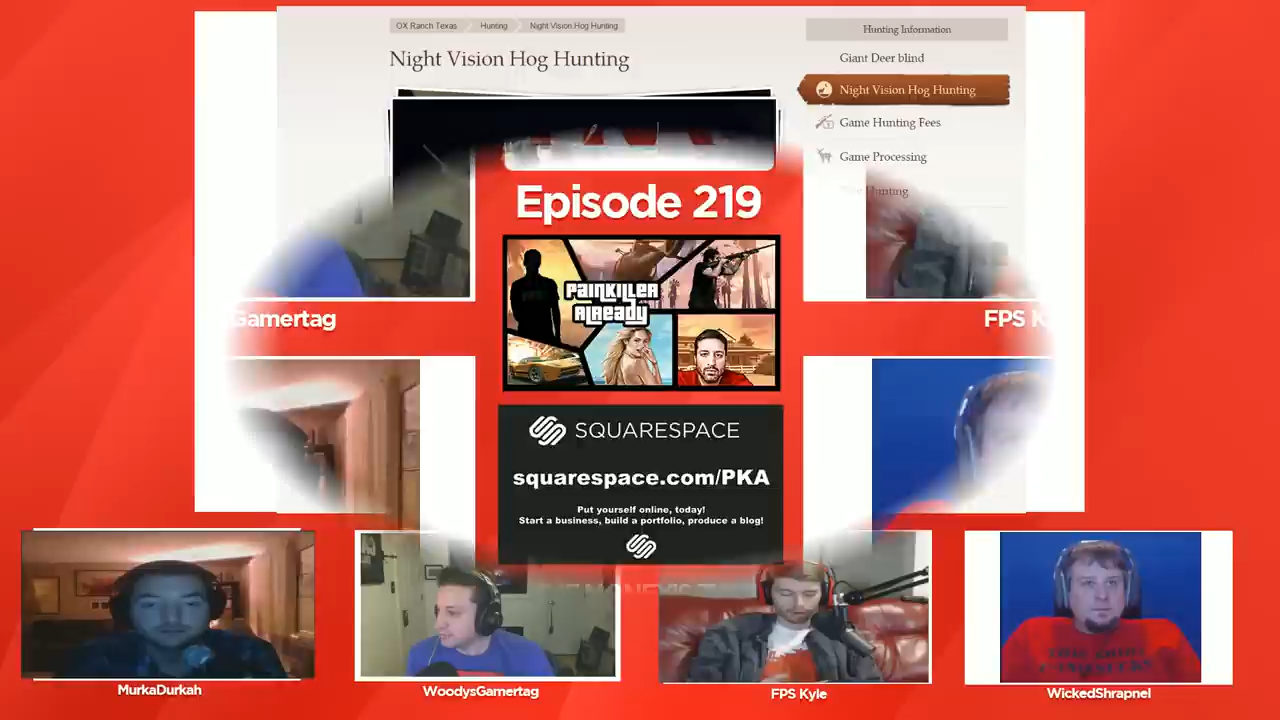 OX Ranch Texas
Hunting
Night Vision Hog Hunting
Night Vision Hog Hunting
Hunting Information
Giant Deer blind
Night Vision Hog Hunting
Game Hunting Fees
Game Processing
Hunting
Episode 219
PAINKILLER
ALREADY
Gamertag
FPS K
SQUARESPACE
squarespace.com/PKA
Put yourself online, today!
Start a business, build a portfolio, produce a blog!
MurkaDurkah
WoodysGamertag
FPS Kyle
WickedShrapnel